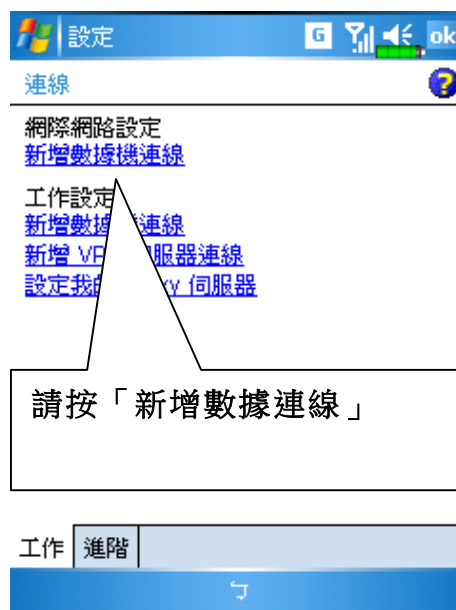 設定 G ok
連線 ?
網際網路設定
新增數據機連線
工作設定
新增數據 連線
新增 VP 伺服器連線
設定我 xy 伺服器
請按「新增數據連線」
工作 進階